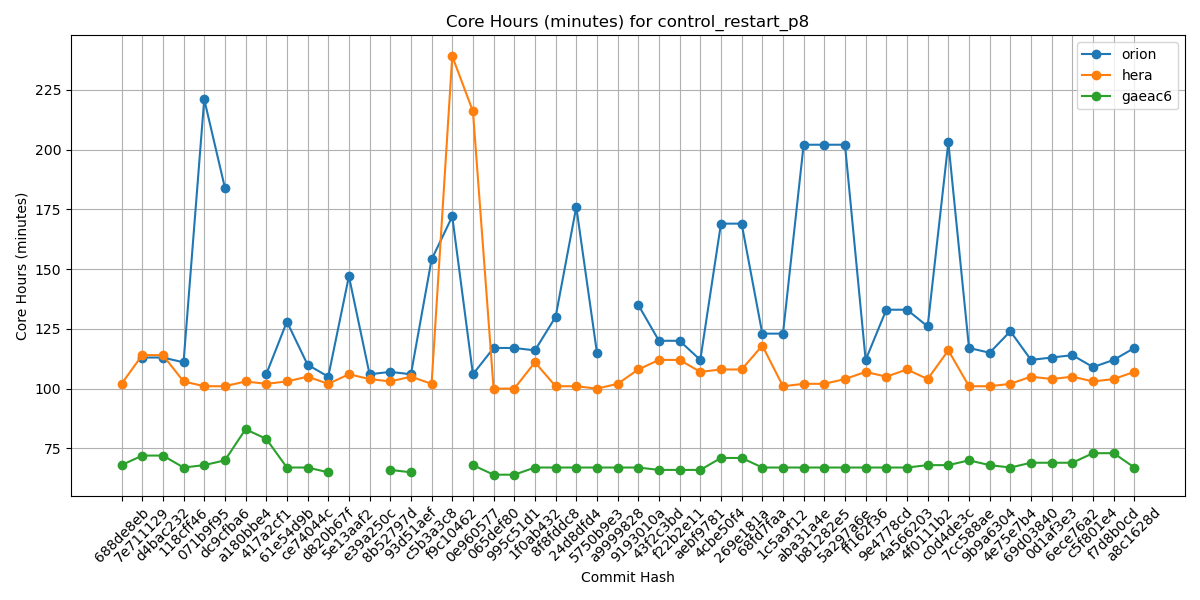 Core Hours (minutes) for control_restart_p8
orion
hera
gaeac6
Core Hours (minutes)
225
200
175
150
125
100
75
688de8eb
7e711129
d4bac232
118cff46
071b9f95
dc9cfba6
a180bbe4
417a2cf1
61e54d9b
ce74044c
d820b67f
5e13aaf2
e39a250c
8b52797d
93d51aef
c5b3a3c8
f9c10462
0e960577
065def80
995c51d1
1f0ab432
8f8fdfdc8
24d8dfd4
5750b9e3
a9999828
9193010a
43f253bd
f22b2e11
aebf9781
4cbe50f4
269e181a
68fd7faa
1c5a9f12
aba31a4e
b81282e5
5a297a6e
ff162f36
9e4778cd
4a566203
4f011b2
c0d4de3c
7cc588ae
9b9a6304
4e75e7b4
69d03840
0d1af3e3
6ece76a2
c5f801e4
f7d8b0cd
a8c1628d
Commit Hash